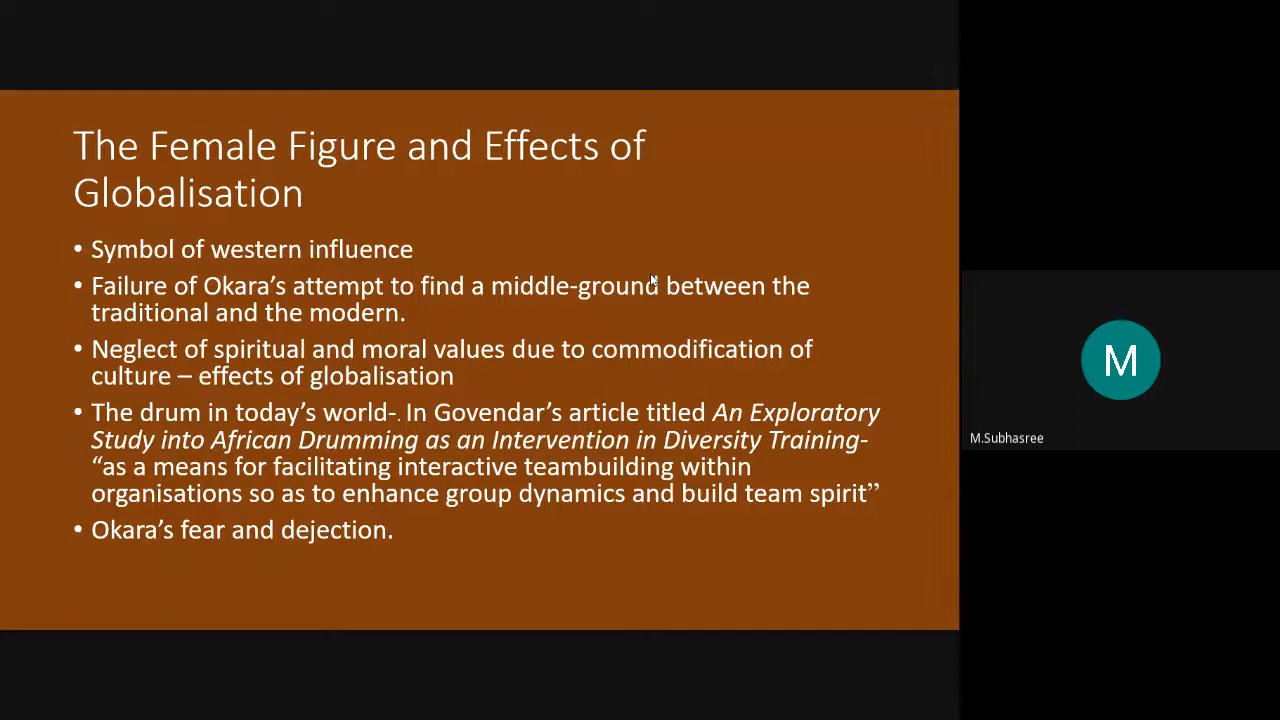 The Female Figure and Effects of
Globalisation
• Symbol of western influence
• Failure of Okara’s attempt to find a middle-ground between the
traditional and the modern.
• Neglect of spiritual and moral values due to commodification of
culture – effects of globalisation
• The drum in today’s world-. In Govendar’s article titled An Exploratory
Study into African Drumming as an Intervention in Diversity Training-
“as a means for facilitating interactive teambuilding within
organisations so as to enhance group dynamics and build team spirit”
• Okara’s fear and dejection.
M
M.Subhasree